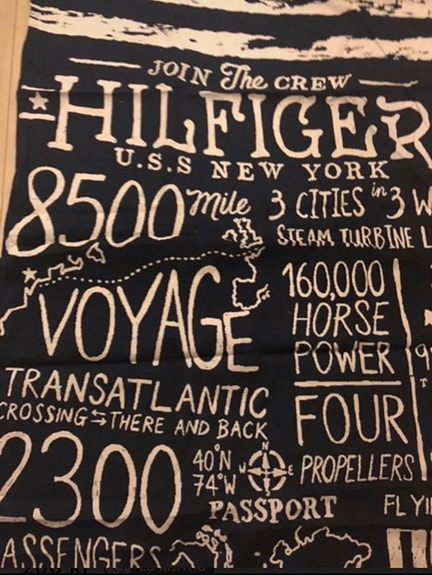 JOIN The CREW
HILFIGER
U.S.S NEW YORK
8500 mile 3 CITIES in 3
STEAM TURBINE
VOYAGE
160,000
HORSE
POWER
TRANSATLANTIC
CROSSING THERE AND BACK
FOUR
PROPELLERS
2300
40°N
74°W
N
W E
PASSPORT